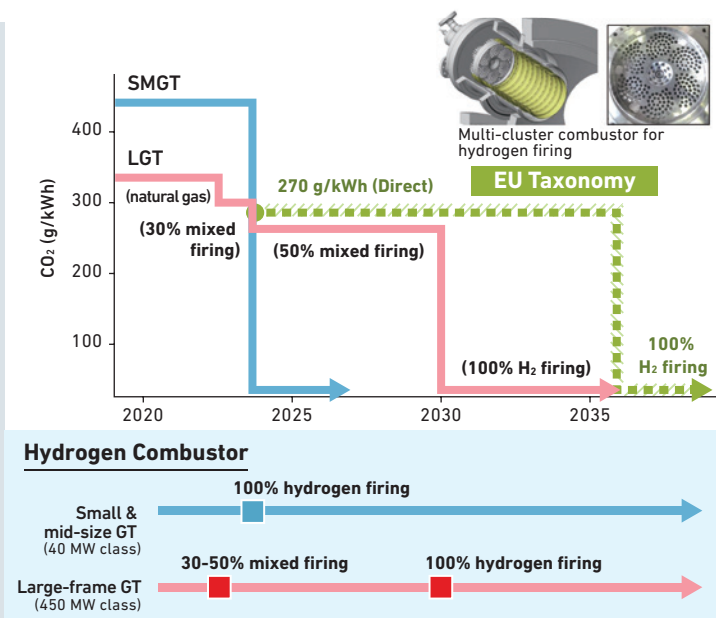 Multi-cluster combustor for
hydrogen firing
EU Taxonomy
CO₂ (g/kWh)
400
300
200
100
SMGT
LGT
(natural gas)
270 g/kWh (Direct)
(30% mixed
firing)
(50% mixed firing)
(100% H₂ firing)
100%
H₂ firing
2020
2025
2030
2035
Hydrogen Combustor
100% hydrogen firing
Small &
mid-size GT
(40 MW class)
30-50% mixed firing
100% hydrogen firing
Large-frame GT
(450 MW class)